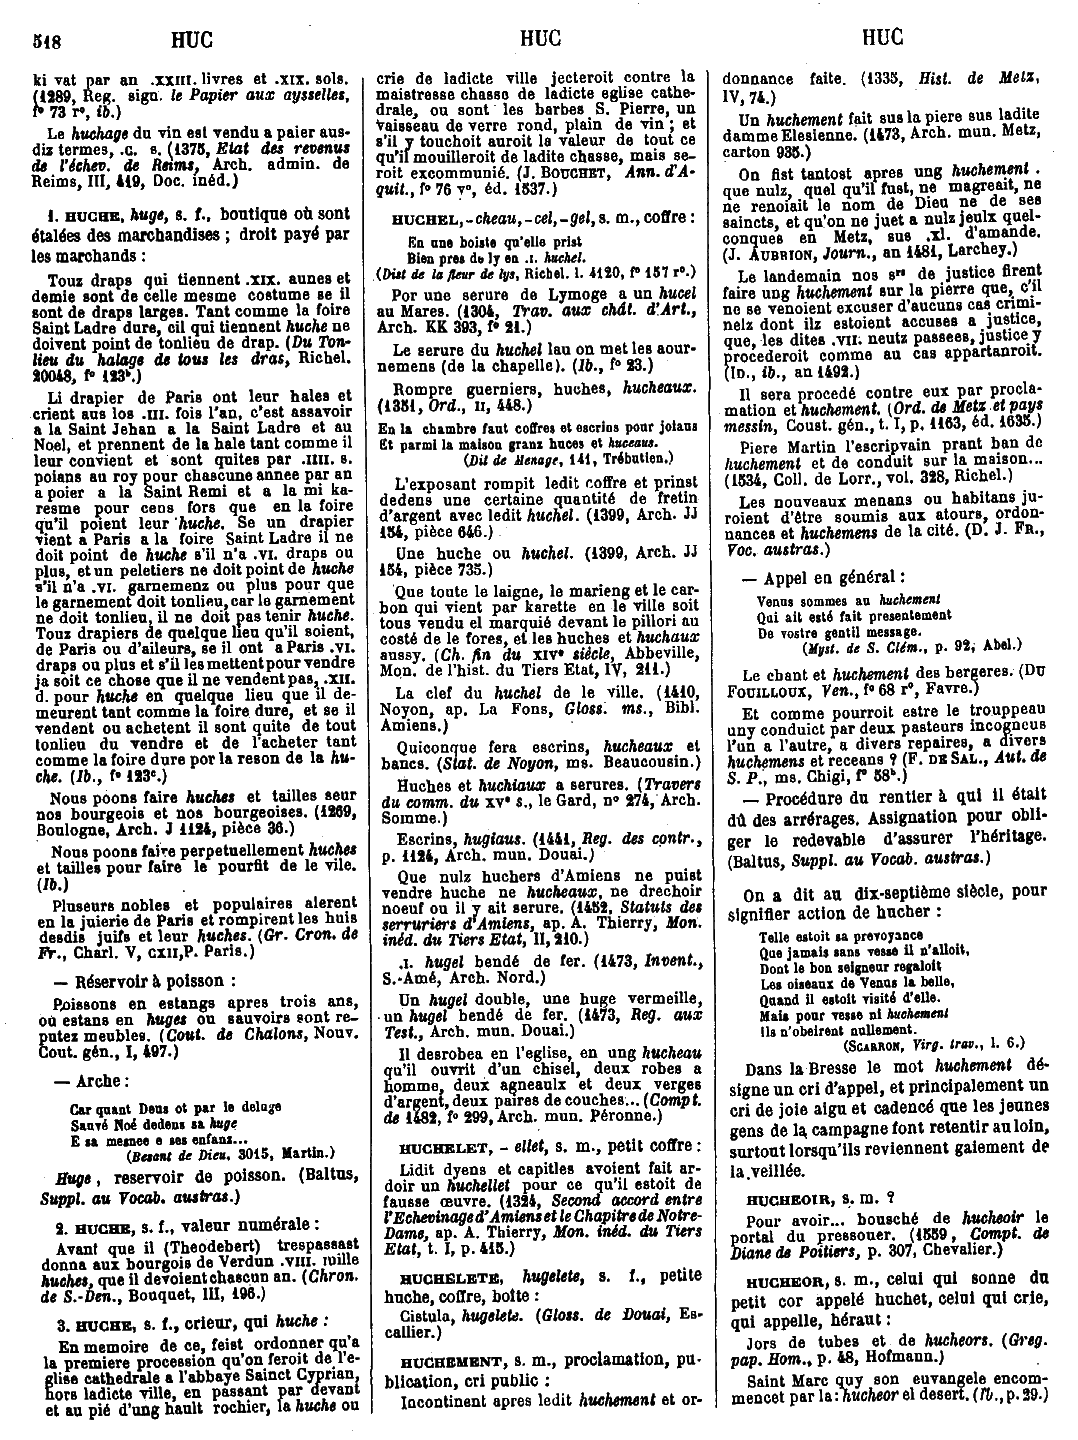 518 HUC HUC HUC
ki vat par an .XXIII. livres et .XIX. sols.
(1289, Reg. sign. le Papier aux aysselles,
f° 73 r°, ib.)
Le huchage du vin est vendu a paier aus-
diz termes, .C. s. (1375, Etat des revenus
de l'échev. de Reims, Arch. admin. de
Reims, III, 419, Doc. inéd.)
1. HUCHE, huge, s. f., boutique où sont
étalées des marchandises ; droit payé par
les marchands :
Touz draps qui tiennent .XIX. aunes et
demie sont de celle mesme costume se il
sont de draps larges. Tant comme la foire
Saint Ladre dure, cil qui tiennent huche ne
doivent point de tonlieu de drap. (Du Ton-
lieu du halage de tous les dras, Richel.
20048, f° 123b.)
Li drapier de Paris ont leur hales et
crient aus los .III. fois l'an, c'est assavoir
a la Saint Jehan a la Saint Ladre et au
Noel, et prennent de la hale tant comme il
leur convient et sont quites par .IIII. s.
poians au roy pour chascune annee par an
a poier a la Saint Remi et a la mi ka-
resme pour cens fors que en la foire
qu'il poient leur huche. Se un drapier
vient a Paris a la foire Saint Ladre il ne
doit point de huche s'il n'a .VI. draps ou
plus, et un peletiers ne doit point de huche
s'il n'a .VI. garnemenz ou plus pour que
le garnement doit tonlieu, car le garnement
ne doit tonlieu, il ne doit pas tenir huche.
Touz drapiers de quelque lieu qu'il soient,
de Paris ou d'aileurs, se il ont a Paris .VI.
draps ou plus et s'il les mettent pour vendre
ja soit ce chose que il ne vendent pas, .XII.
d. pour huche en quelque lieu que il de-
meurent tant comme la foire dure, et se il
vendent ou achetent il sont quite de tout
tonlieu du vendre et de l'acheter tant
comme la foire dure por la reson de la hu-
che. (Ib., f° 123c.)
Nous poons faire huches et tailles seur
nos bourgeois et nos bourgeoises. (1269,
Boulogne, Arch. J 1124, pièce 36.)
Nous poons faire perpetuellement huches
et tailles pour faire le pourfit de le vile.
(Ib.)
Pluseurs nobles et populaires alerent
en la juierie de Paris et rompirent les huis
desdis juifs et leur huches. (Gr. Cron. de
Fr., Charl. V, CXII, P. Paris.)
— Réservoir à poisson :
Poissons en estangs apres trois ans,
ou estans en huges ou sauvoirs sont re-
putez meubles. (Cout. de Chalons, Nouv.
Cout. gén., I, 497.)
— Arche :
Car quant Deus ot par le deluge
Sauvé Noé dedens sa huge
E sa mesnee e ses enfanz...
(Besant de Dieu, 3015, Martin.)
Huge, reservoir de poisson. (Baltus,
Suppl. au Vocab. austras.)
2. HUCHE, s. f., valeur numérale :
Avant que il (Theodebert) trespassast
donna aux bourgois de Verdun .VIII. mille
huches, que il devoient chascun an. (Chron.
de S.-Den., Bouquet, III, 196.)
3. HUCHE, s. f., crieur, qui huche :
En memoire de ce, feist ordonner qu'a
la premiere procession qu'on feroit de l'e-
glise cathedrale a l'abbaye Sainct Cyprian,
hors ladicte ville, en passant par devant
et au pié d'ung hault rochier, la huche ou
crie de ladicte ville jecteroit contre la
maistresse chasse de ladicte eglise cathe-
drale, ou sont les barbes S. Pierre, un
vaisseau de verre rond, plain de vin ; et
s'il y touchoit auroit la valeur de tout ce
qu'il mouilleroit de ladite chasse, mais se-
roit excommunié. (J. BOUCHET, Ann. d'A-
quit., f° 76 v°, éd. 1537.)
HUCHEL, -cheau, -cel, -gel, s. m., coffre :
En une boiste qu'elle prist
Bien pres de ly en .I. huchel.
(Dist de la fleur de lys, Richel. l. 4120, f° 157 r°.)
Por une serure de Lymoge a un hucel
au Mares. (1304, Trav. aux chât. d'Art.,
Arch. KK 393, f° 21.)
Le serure du huchel lau on met les aour-
nemens (de la chapelle). (Ib., f° 23.)
Rompre guerniers, huches, hucheaux.
(1351, Ord., II, 448.)
En la chambre faut coffres et escrins pour joiaus
Et parmi la maison granz huces et huceaus.
(Dit de Menage, 141, Trébutien.)
L'exposant rompit ledit coffre et prinst
dedens une certaine quantité de fretin
d'argent avec ledit huchel. (1399, Arch. JJ
154, pièce 646.)
Une huche ou huchel. (1399, Arch. JJ
154, pièce 735.)
Que toute le laigne, le marieng et le car-
bon qui vient par karette en le ville soit
tous vendu el marquié devant le pillori au
costé de le fores, et les huches et huchaux
aussy. (Ch. fin du XIVe siècle, Abbeville,
Mon. de l'hist. du Tiers Etat, IV, 211.)
La clef du huchel de le ville. (1410,
Noyon, ap. La Fons, Gloss. ms., Bibl.
Amiens.)
Quiconque fera escrins, hucheaux et
bancs. (Stat. de Noyon, ms. Beaucousin.)
Huches et huchiaux a serures. (Travers
du comm. du XVe s., le Gard, n° 274, Arch.
Somme.)
Escrins, hugiaus. (1441, Reg. des contr.,
p. 1124, Arch. mun. Douai.)
Que nulz huchers d'Amiens ne puist
vendre huche ne hucheaux, ne drechoir
noeuf ou il y ait serure. (1452, Statuts des
serruriers d'Amiens, ap. A. Thierry, Mon.
inéd. du Tiers Etat, II, 210.)
.I. hugel bendé de fer. (1473, Invent.,
S.-Amé, Arch. Nord.)
Un hugel double, une huge vermeille,
un hugel bendé de fer. (1473, Reg. aux
Test., Arch. mun. Douai.)
Il desrobea en l'eglise, en ung hucheau
qu'il ouvrit d'un chisel, deux robes a
homme, deux agneaulx et deux verges
d'argent, deux paires de couches... (Compt.
de 1482, f° 299, Arch. mun. Péronne.)
HUCHELET, - ellet, s. m., petit coffre :
Lidit dyens et capitles avoient fait ar-
doir un huchellet pour ce qu'il estoit de
fausse œuvre. (1324, Second accord entre
l'Echevinage d'Amiens et le Chapitre de Notre-
Dame, ap. A. Thierry, Mon. inéd. du Tiers
Etat, t. I, p. 415.)
HUCHELETE, hugelete, s. f., petite
huche, coffre, boîte :
Cistula, hugelete. (Gloss. de Douai, Es-
callier.)
HUCHEMENT, s. m., proclamation, pu-
blication, cri public :
Incontinent apres ledit huchement et or-
donnance faite. (1335, Hist. de Metz,
IV, 74.)
Un huchement fait sus la piere sus ladite
damme Elesienne. (1473, Arch. mun. Metz,
carton 935.)
On fist tantost apres ung huchement
que nulz, quel qu'il fust, ne magreait, ne
ne renoiait le nom de Dieu ne de ses
saincts, et qu'on ne juet a nulz jeulx quel-
conques en Metz, sus .xl. d'amande.
(J. AUBRION, Journ., an 1481, Larchey.)
Le landemain nos srs de justice firent
faire ung huchement sur la pierre que, c'il
ne se venoient excuser d'aucuns cas crimi-
nelz dont ilz estoient accuses a justice,
que, les dites .VII. neutz passees, justice y
procederoit comme au cas appartanroit.
(ID., ib., an 1492.)
Il sera procedé contre eux par procla-
mation et huchement. (Ord. de Metz et pays
messin, Coust. gén., t. I, p. 1163, éd. 1635.)
Piere Martin l'escripvain prant ban de
huchement et de conduit sur la maison...
(1534, Coll. de Lorr., vol. 328, Richel.)
Les nouveaux menans ou habitans ju-
roient d'être soumis aux atours, ordon-
nances et huchemens de la cité. (D. J. FR.,
Voc. austras.)
— Appel en général :
Venus sommes au huchement
Qui ait esté fait presentement
De vostre gentil message.
(Myst. de S. Clém., p. 92, Abel.)
Le chant et huchement des bergeres. (DU
FOUILLOUX, Ven., f° 68 r°, Favre.)
Et comme pourroit estre le trouppeau
uny conduict par deux pasteurs incogneus
l'un a l'autre, a divers repaires, a divers
huchemens et receans ? (F. DE SAL., Aut. de
S. P., ms. Chigi, f° 58b.)
— Procédure du rentier à qui il était
dû des arrérages. Assignation pour obli-
ger le redevable d'assurer l'héritage.
(Baltus, Suppl. au Vocab. austras.)
On a dit au dix-septième siècle, pour
signifier action de hucher :
Telle estoit sa prevoyance
Que jamais sans vesse il n'alloit,
Dont le bon seigneur regaloit
Les oiseaux de Venus la belle,
Quand il estoit visité d'elle.
Mais pour vesse ni huchement
Ils n'obeirent nullement.
(SCARRON, Virg. trav., l. 6.)
Dans la Bresse le mot huchement dé-
signe un cri d'appel, et principalement un
cri de joie aigu et cadencé que les jeunes
gens de la campagne font retentir au loin,
surtout lorsqu'ils reviennent gaiement de
la veillée.
HUCHEOIR, s. m. ?
Pour avoir... bousché de hucheoir le
portal du pressouer. (1559, Compt. de
Diane de Poitiers, p. 307, Chevalier.)
HUCHEOR, s. m., celui qui sonne du
petit cor appelé huchet, celui qui crie,
qui appelle, héraut :
Jors de tubes et de hucheors. (Greg.
pap. Hom., p. 48, Hofmann.)
Saint Marc quy son euvangele encom-
mencet par la: hucheor el desert. (Ib., p. 29.)